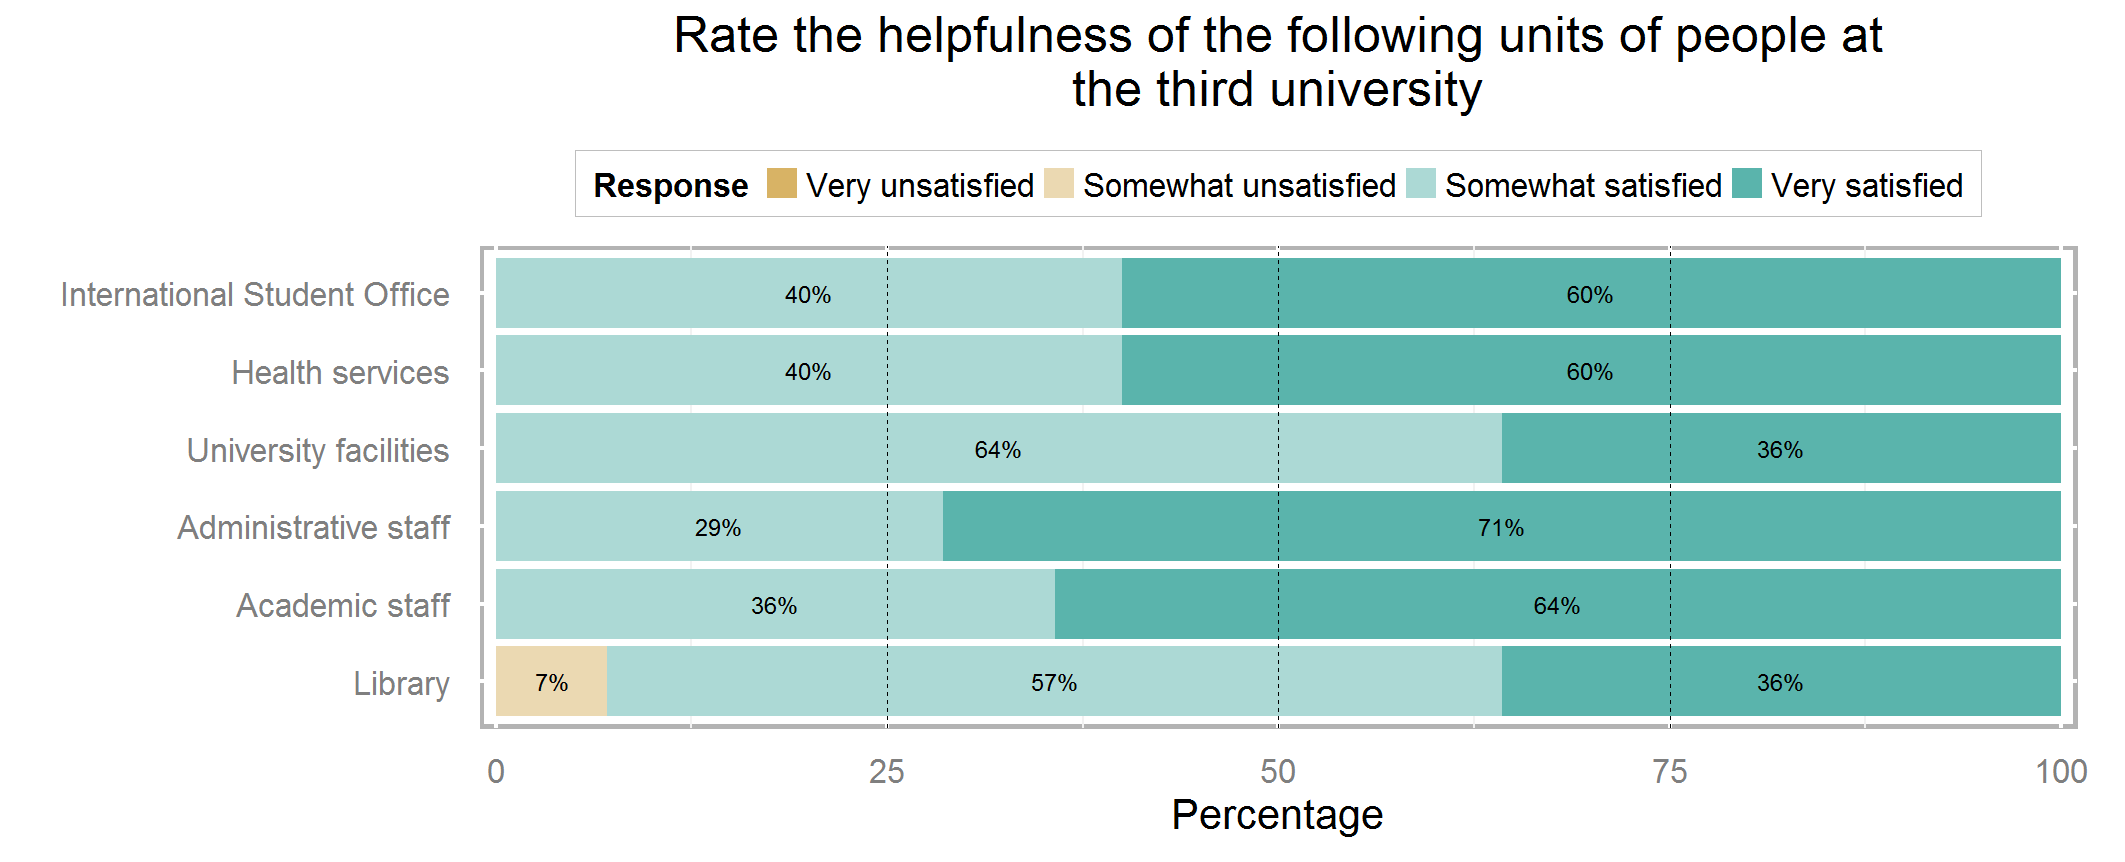 Rate the helpfulness of the following units of people at
the third university
Response Very unsatisfied Somewhat unsatisfied Somewhat satisfied Very satisfied
International Student Office 40% 60%
Health services 40% 60%
University facilities 64% 36%
Administrative staff 29% 71%
Academic staff 36% 64%
Library 7% 57% 36%
0 25 50 75 100
Percentage